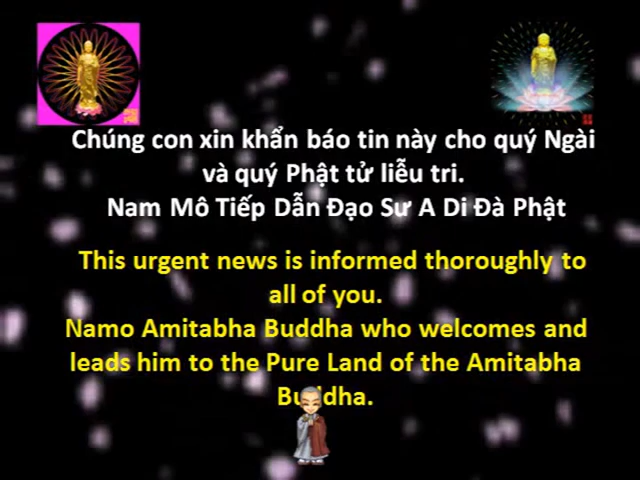 Chúng con xin khẩn báo tin này cho quý Ngài
và quý Phật tử liễu tri.
Nam Mô Tiếp Dẫn Đạo Sư A Di Đà Phật
This urgent news is informed thoroughly to
all of you.
Namo Amitabha Buddha who welcomes and
leads him to the Pure Land of the Amitabha
Buddha.